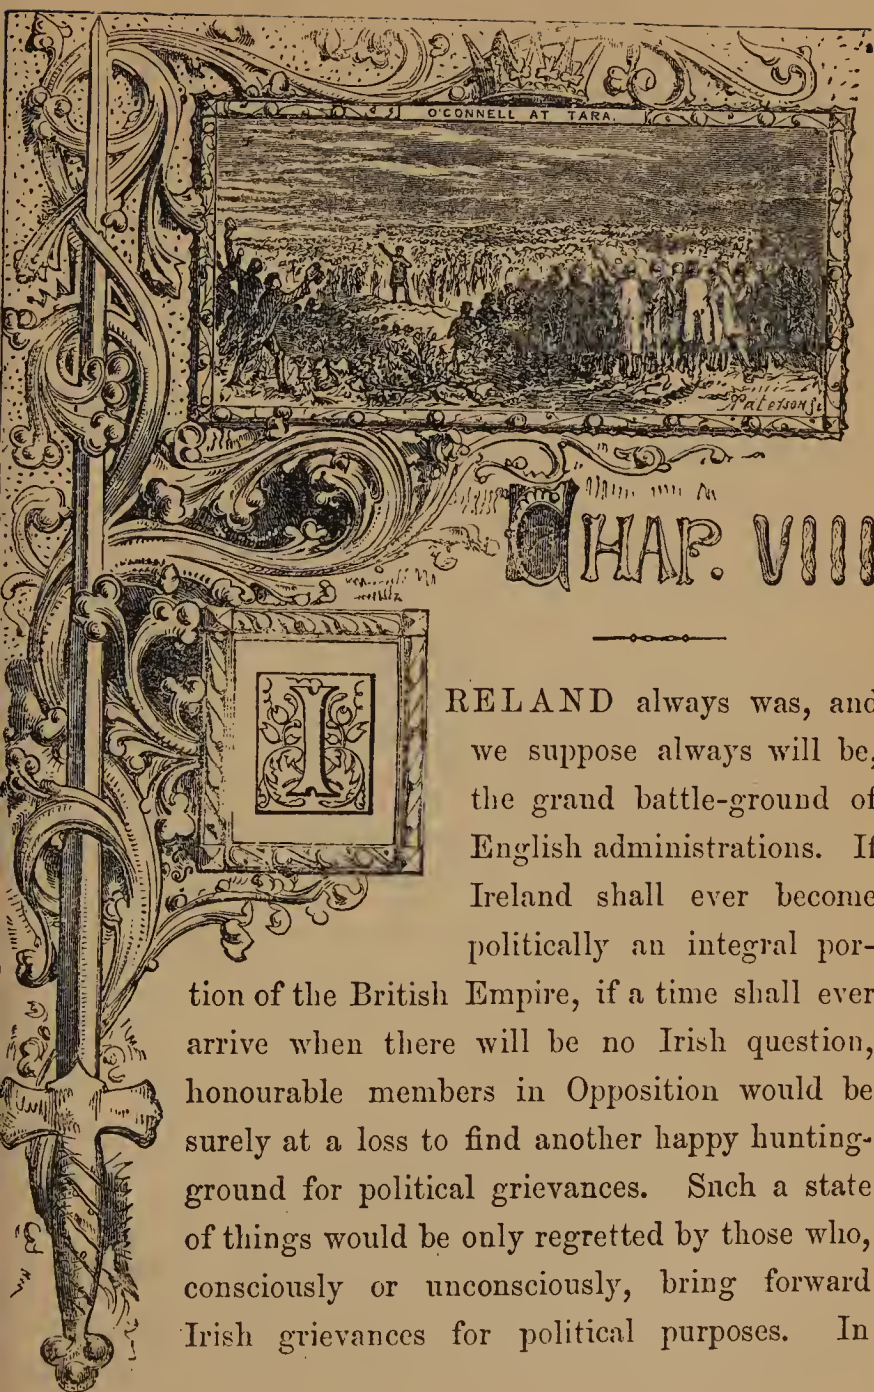 O'CONNELL AT TARA.
Paterson Sc
CHAP. VIII
IRELAND always was, and
we suppose always will be,
the grand battle-ground of
English administrations. If
Ireland shall ever become
politically an integral por-
tion of the British Empire, if a time shall ever
arrive when there will be no Irish question,
honourable members in Opposition would be
surely at a loss to find another happy hunting-
ground for political grievances. Such a state
of things would be only regretted by those who,
consciously or unconsciously, bring forward
Irish grievances for political purposes. In